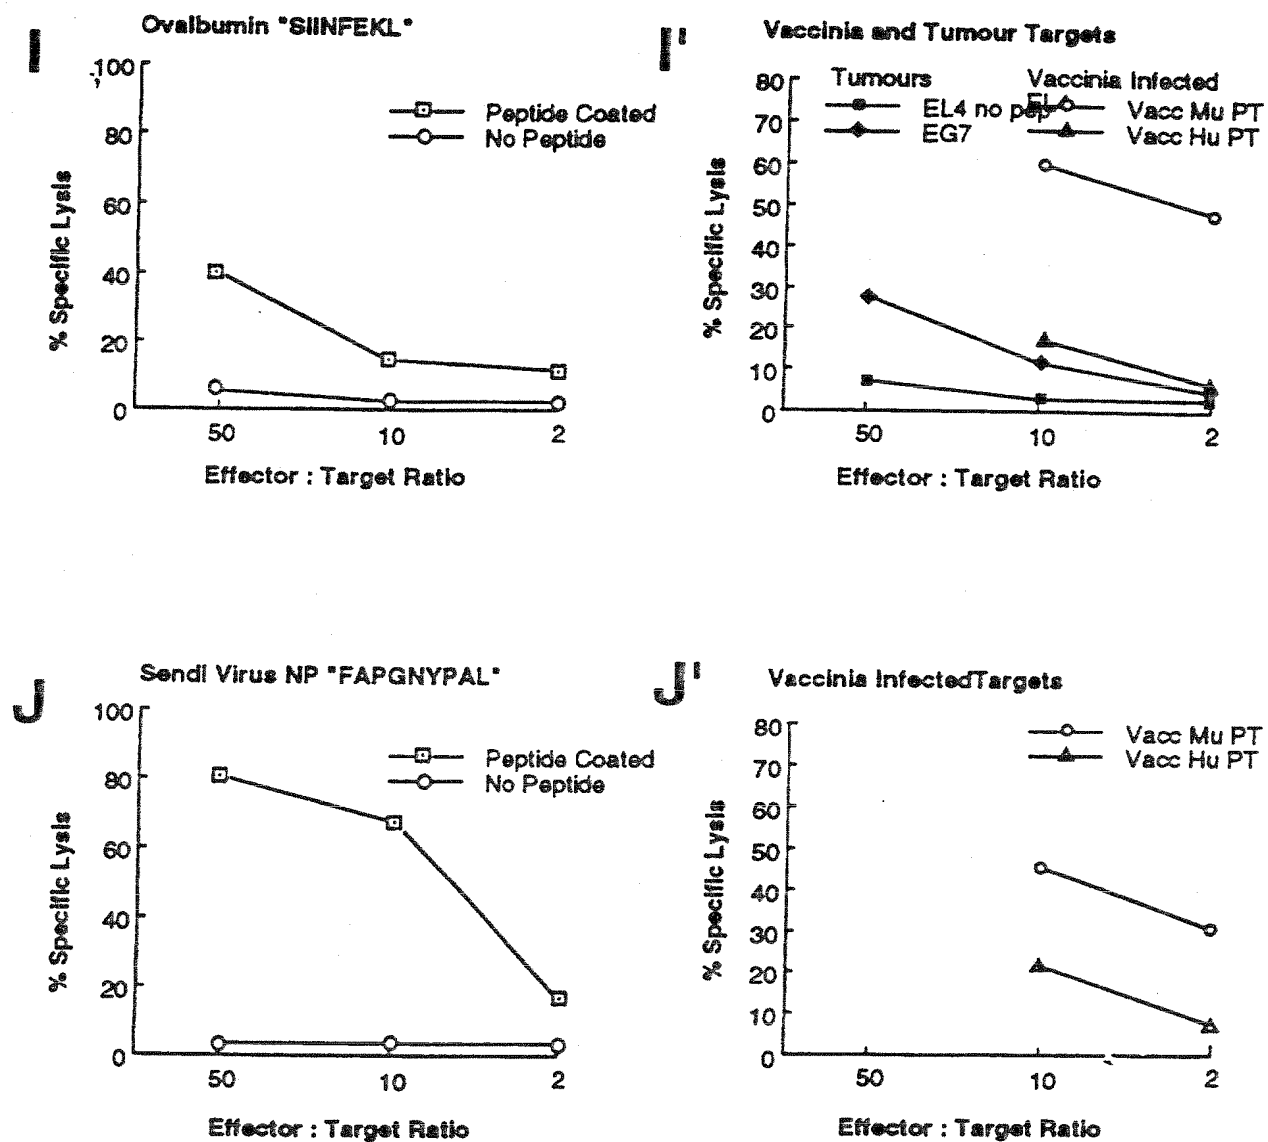 I
Ovalbumin "SIINFEKL"
100
80
60
40
20
0
% Specific Lysis
Peptide Coated
No Peptide
50 10 2
Effector : Target Ratio
I'
Vaccinia and Tumour Targets
80
70
60
50
40
30
20
10
0
% Specific Lysis
Tumours
EL4 no pep
EG7
Vaccinia Infected
Vacc Mu PT
Vacc Hu PT
50 10 2
Effector : Target Ratio
J
Sendi Virus NP "FAPGNYPAL"
100
80
60
40
20
0
% Specific Lysis
Peptide Coated
No Peptide
50 10 2
Effector : Target Ratio
J'
Vaccinia InfectedTargets
80
70
60
50
40
30
20
10
0
% Specific Lysis
Vacc Mu PT
Vacc Hu PT
50 10 2
Effector : Target Ratio